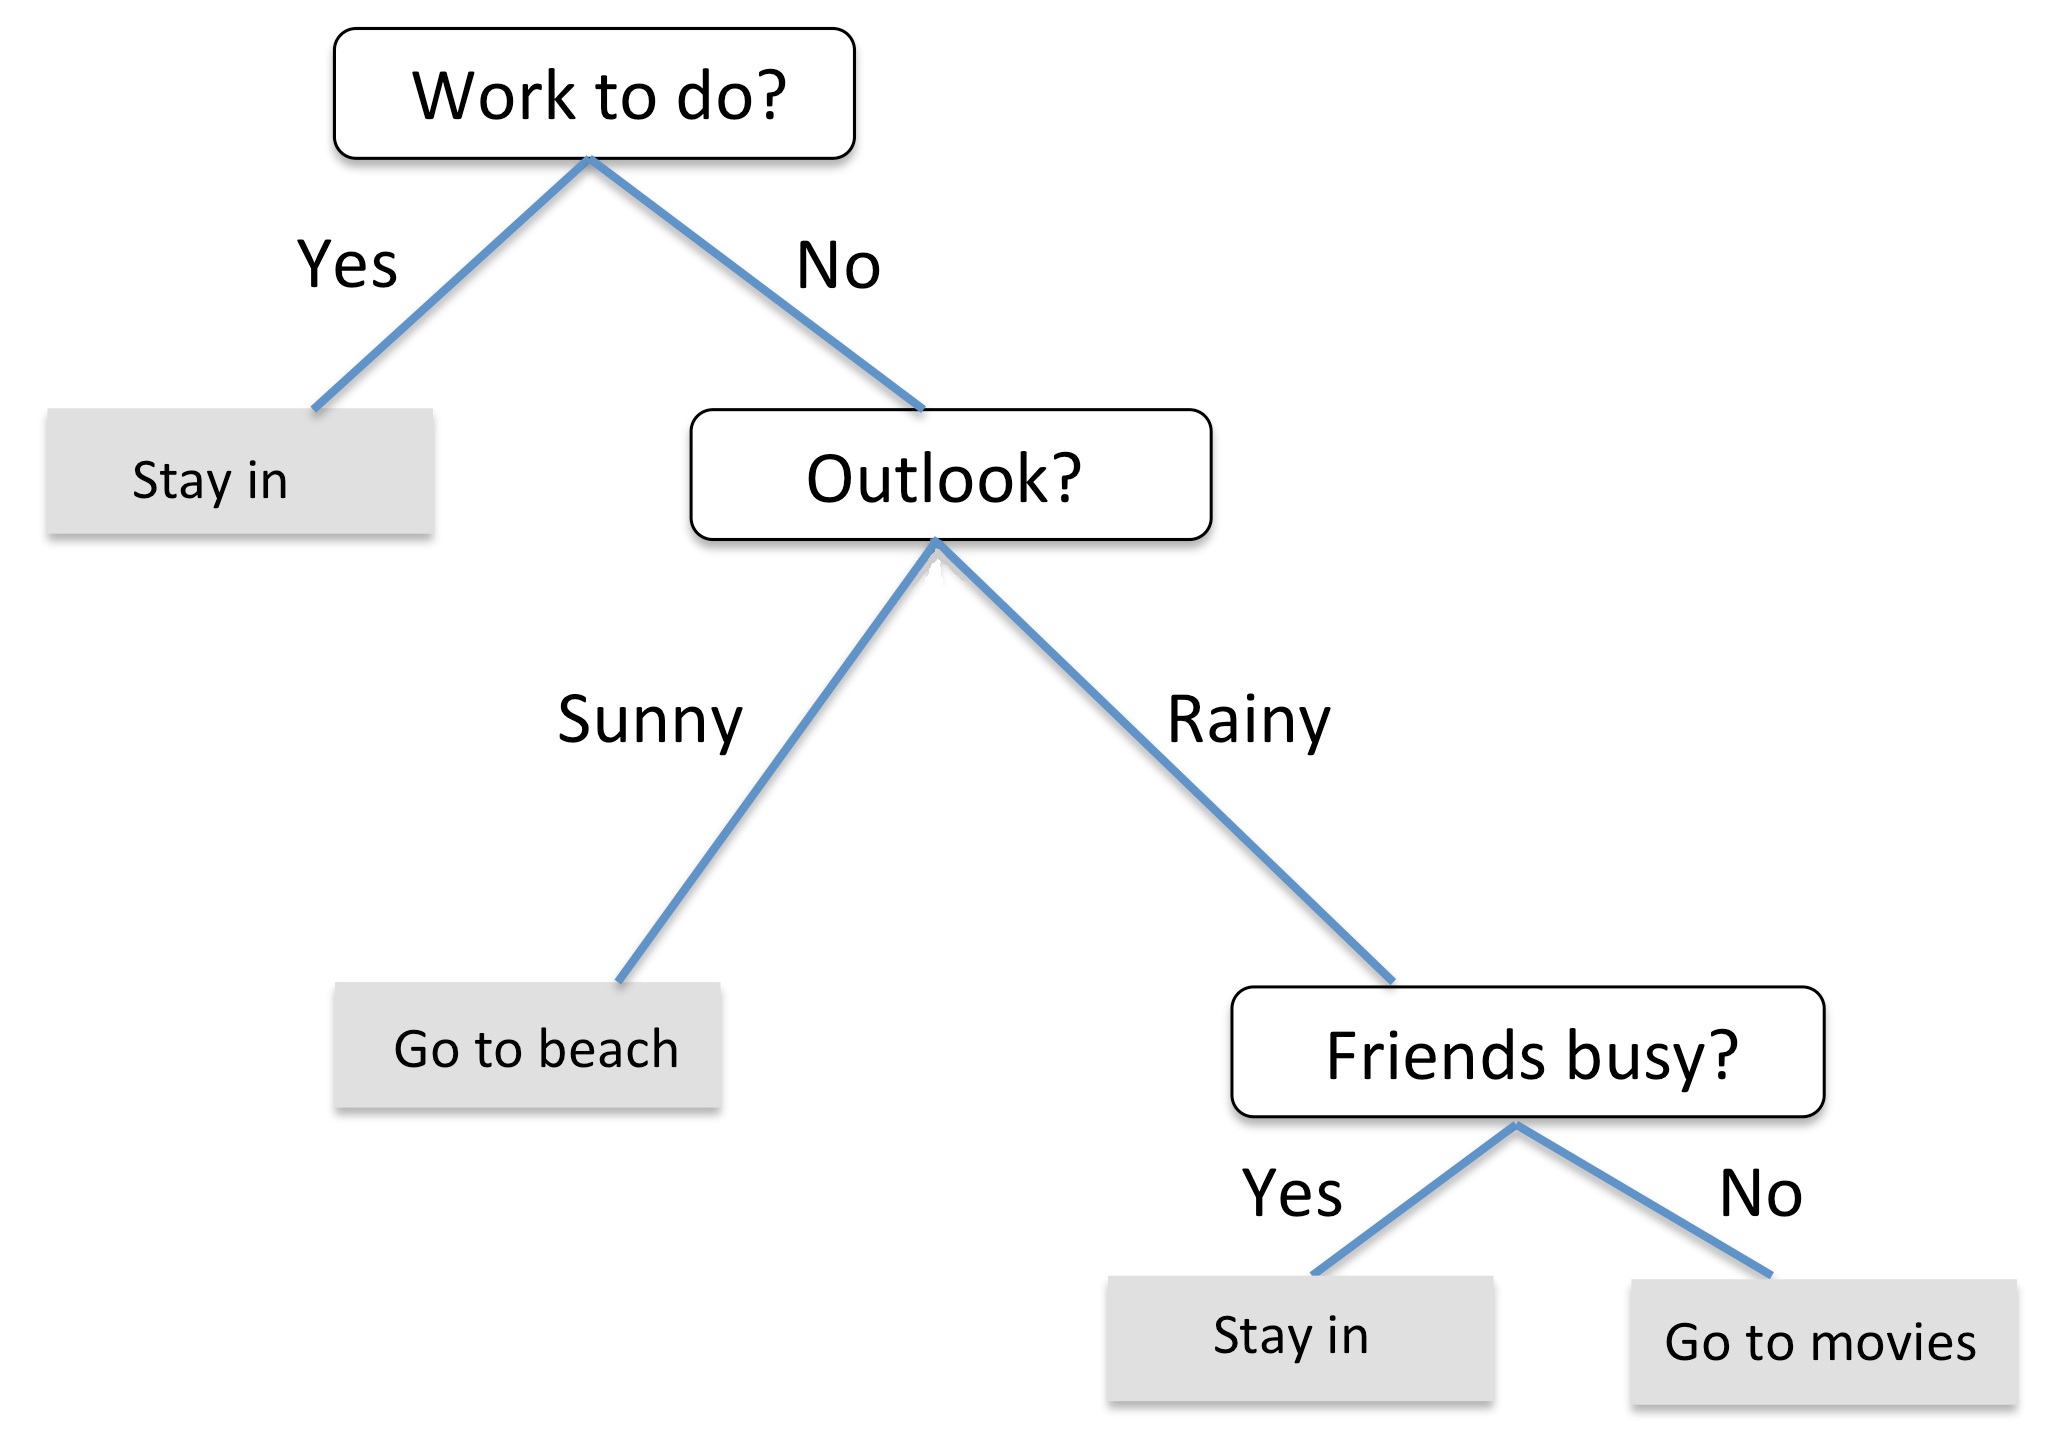 Work to do?
Yes
No
Stay in
Outlook?
Sunny
Rainy
Go to beach
Friends busy?
Yes
No
Stay in
Go to movies